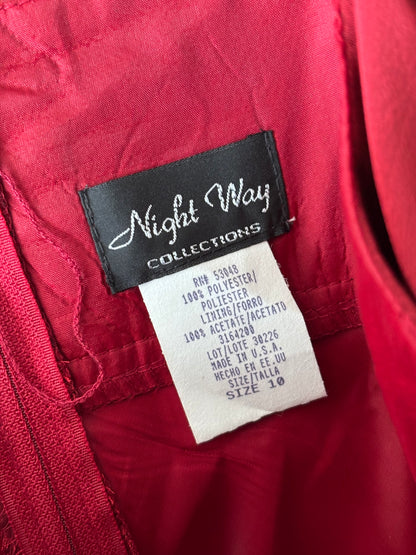 Night Way
COLLECTIONS
RN# 53048
100% POLYESTER/
POLIESTER
LINING/FORRO
100% ACETATE/ACETATO
3164200
LOT/LOTE 30226
MADE IN U.S.A.
HECHO EN EE.UU
SIZE/TALLA
SIZE 10